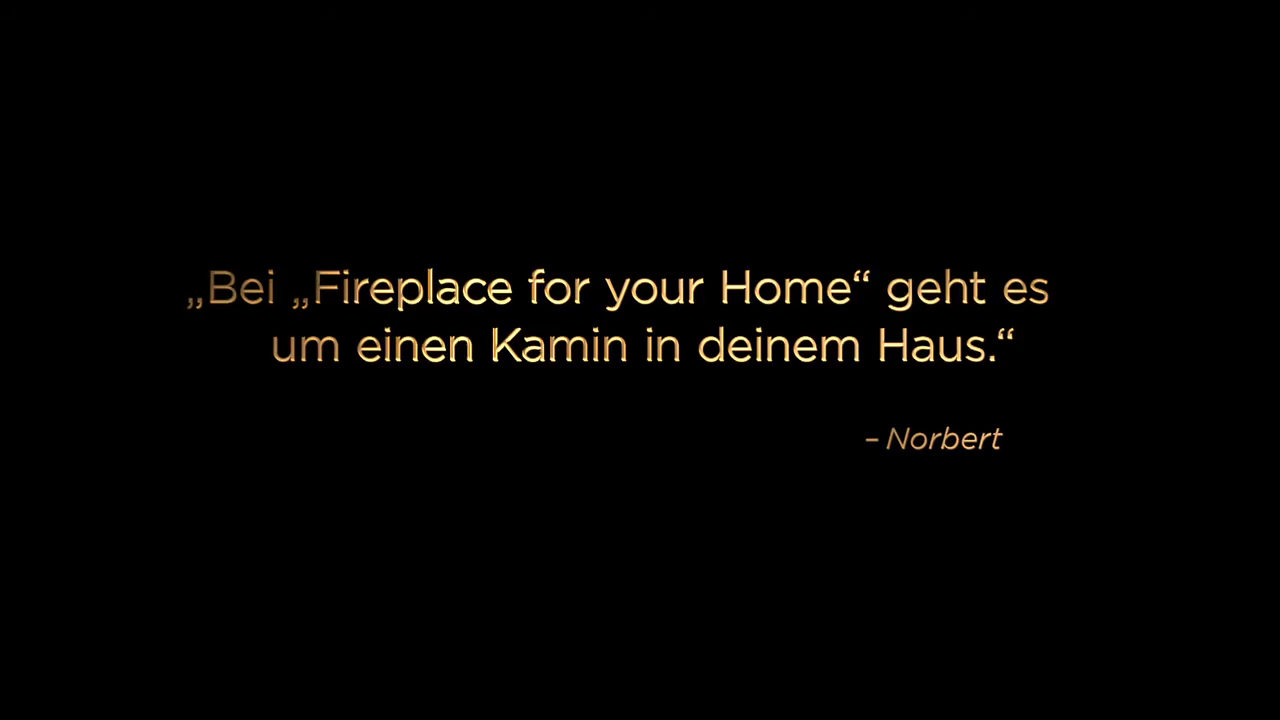 „Bei „Fireplace for your Home“ geht es
um einen Kamin in deinem Haus.“
– Norbert